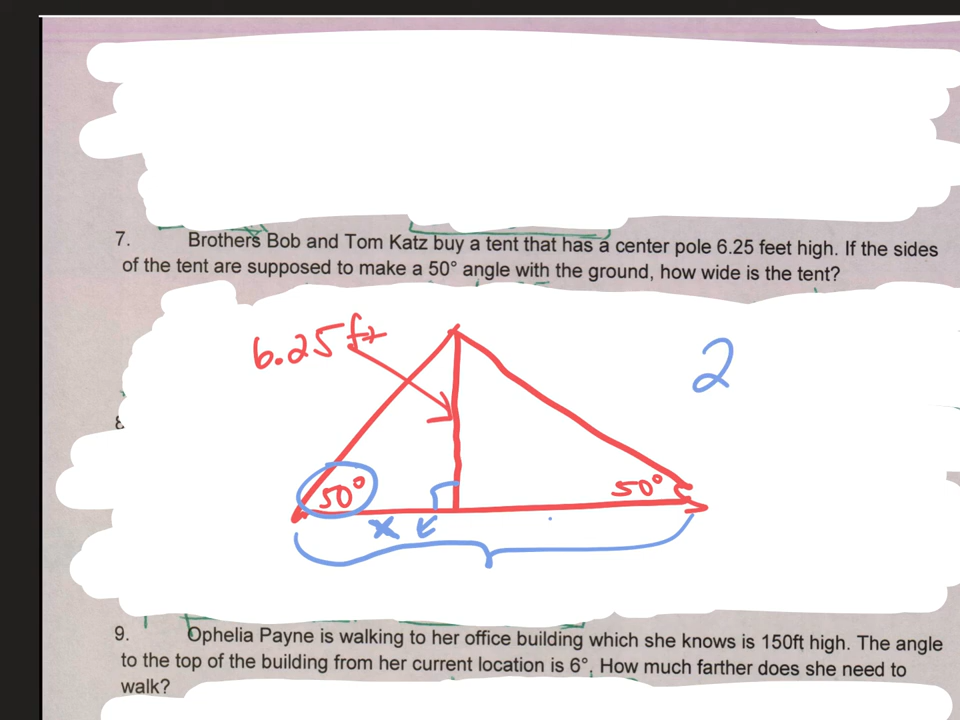 7. Brothers Bob and Tom Katz buy a tent that has a center pole 6.25 feet high. If the sides
of the tent are supposed to make a 50° angle with the ground, how wide is the tent?
6.25 ft
2
50° 50°
x
9. Ophelia Payne is walking to her office building which she knows is 150ft high. The angle
to the top of the building from her current location is 6°. How much farther does she need to
walk?